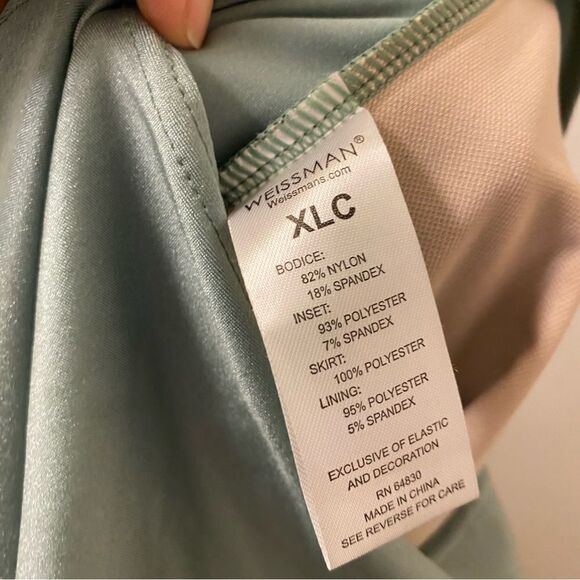 WEISSMAN®
Weissmans.com
XLC
BODICE:
82% NYLON
18% SPANDEX
INSET:
93% POLYESTER
7% SPANDEX
SKIRT:
100% POLYESTER
LINING:
95% POLYESTER
5% SPANDEX
EXCLUSIVE OF ELASTIC
AND DECORATION
RN 64830
MADE IN CHINA
SEE REVERSE FOR CARE